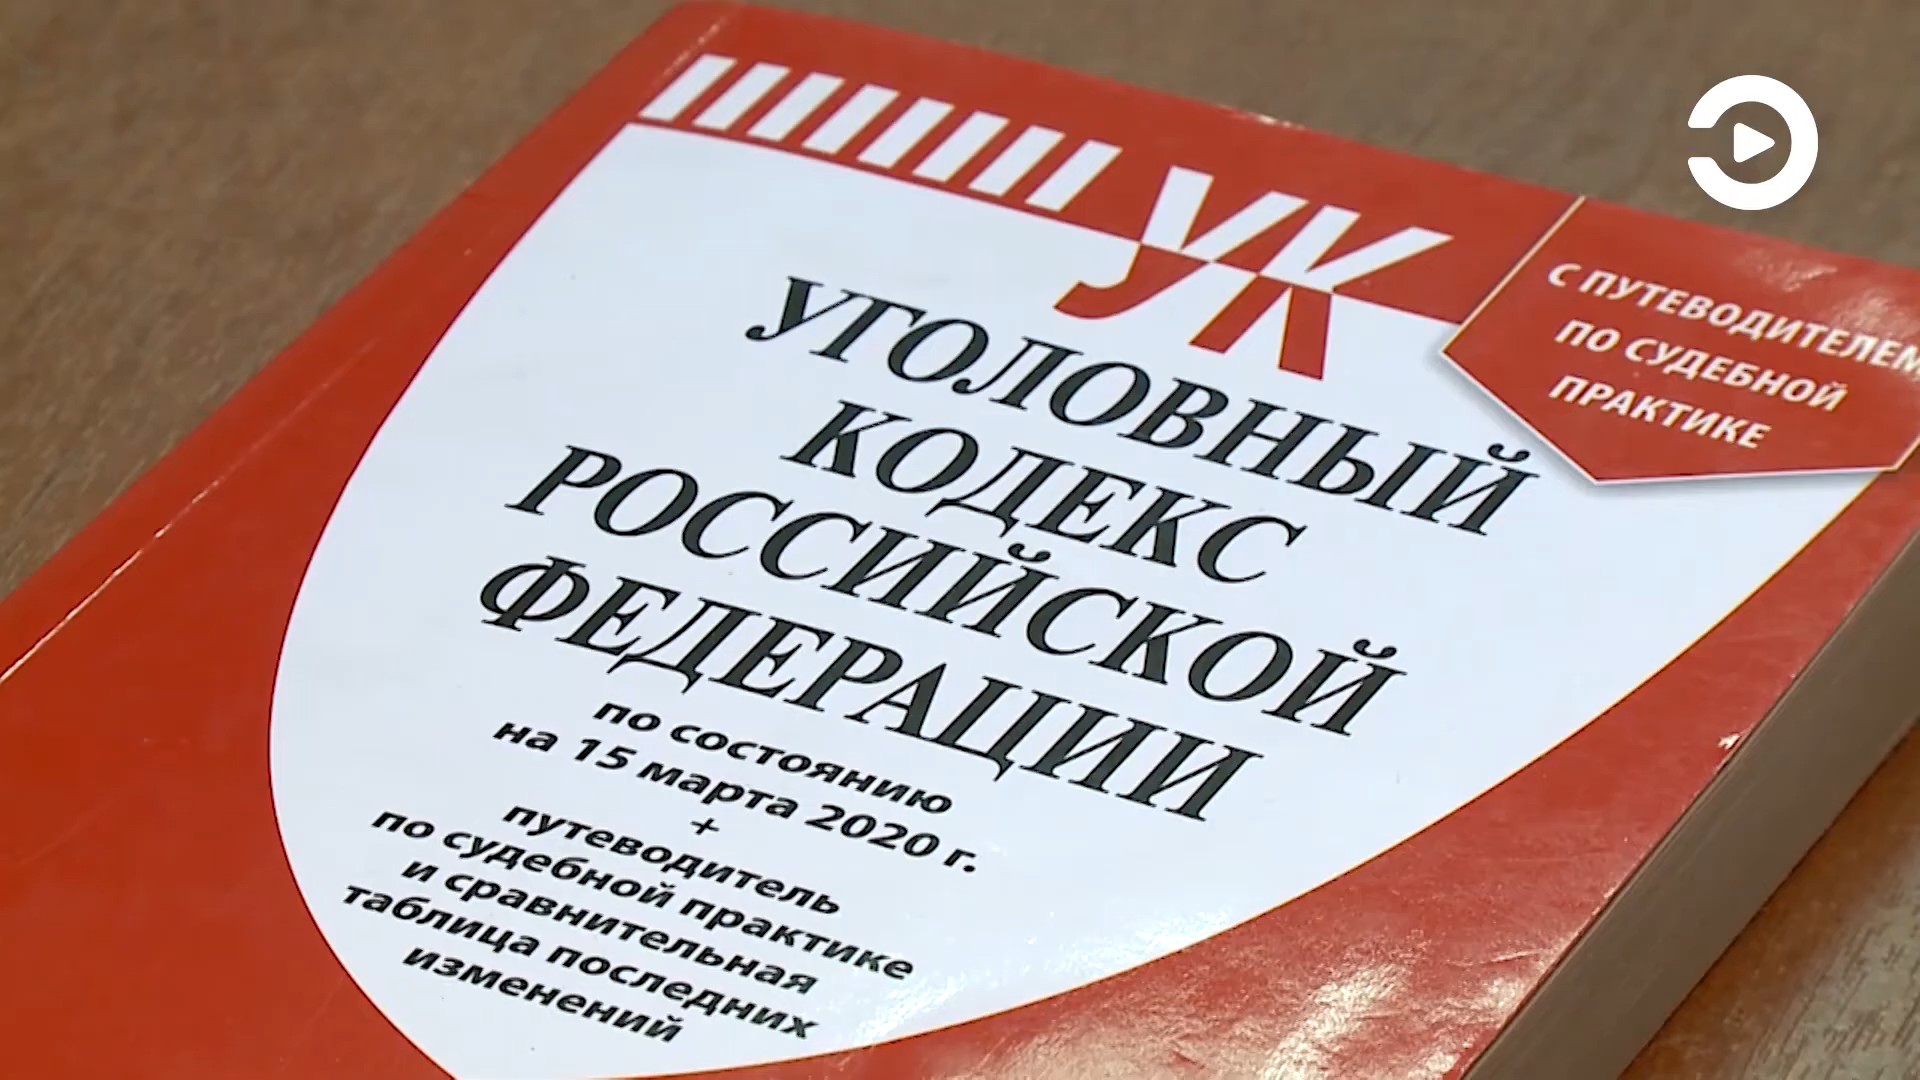 УК
С ПУТЕВОДИТЕЛЕМ
ПО СУДЕБНОЙ
ПРАКТИКЕ
УГОЛОВНЫЙ
КОДЕКС
РОССИЙСКОЙ
ФЕДЕРАЦИИ
по состоянию
на 15 марта 2020 г.
+
путеводитель
по судебной практике
и сравнительная
таблица последних
изменений